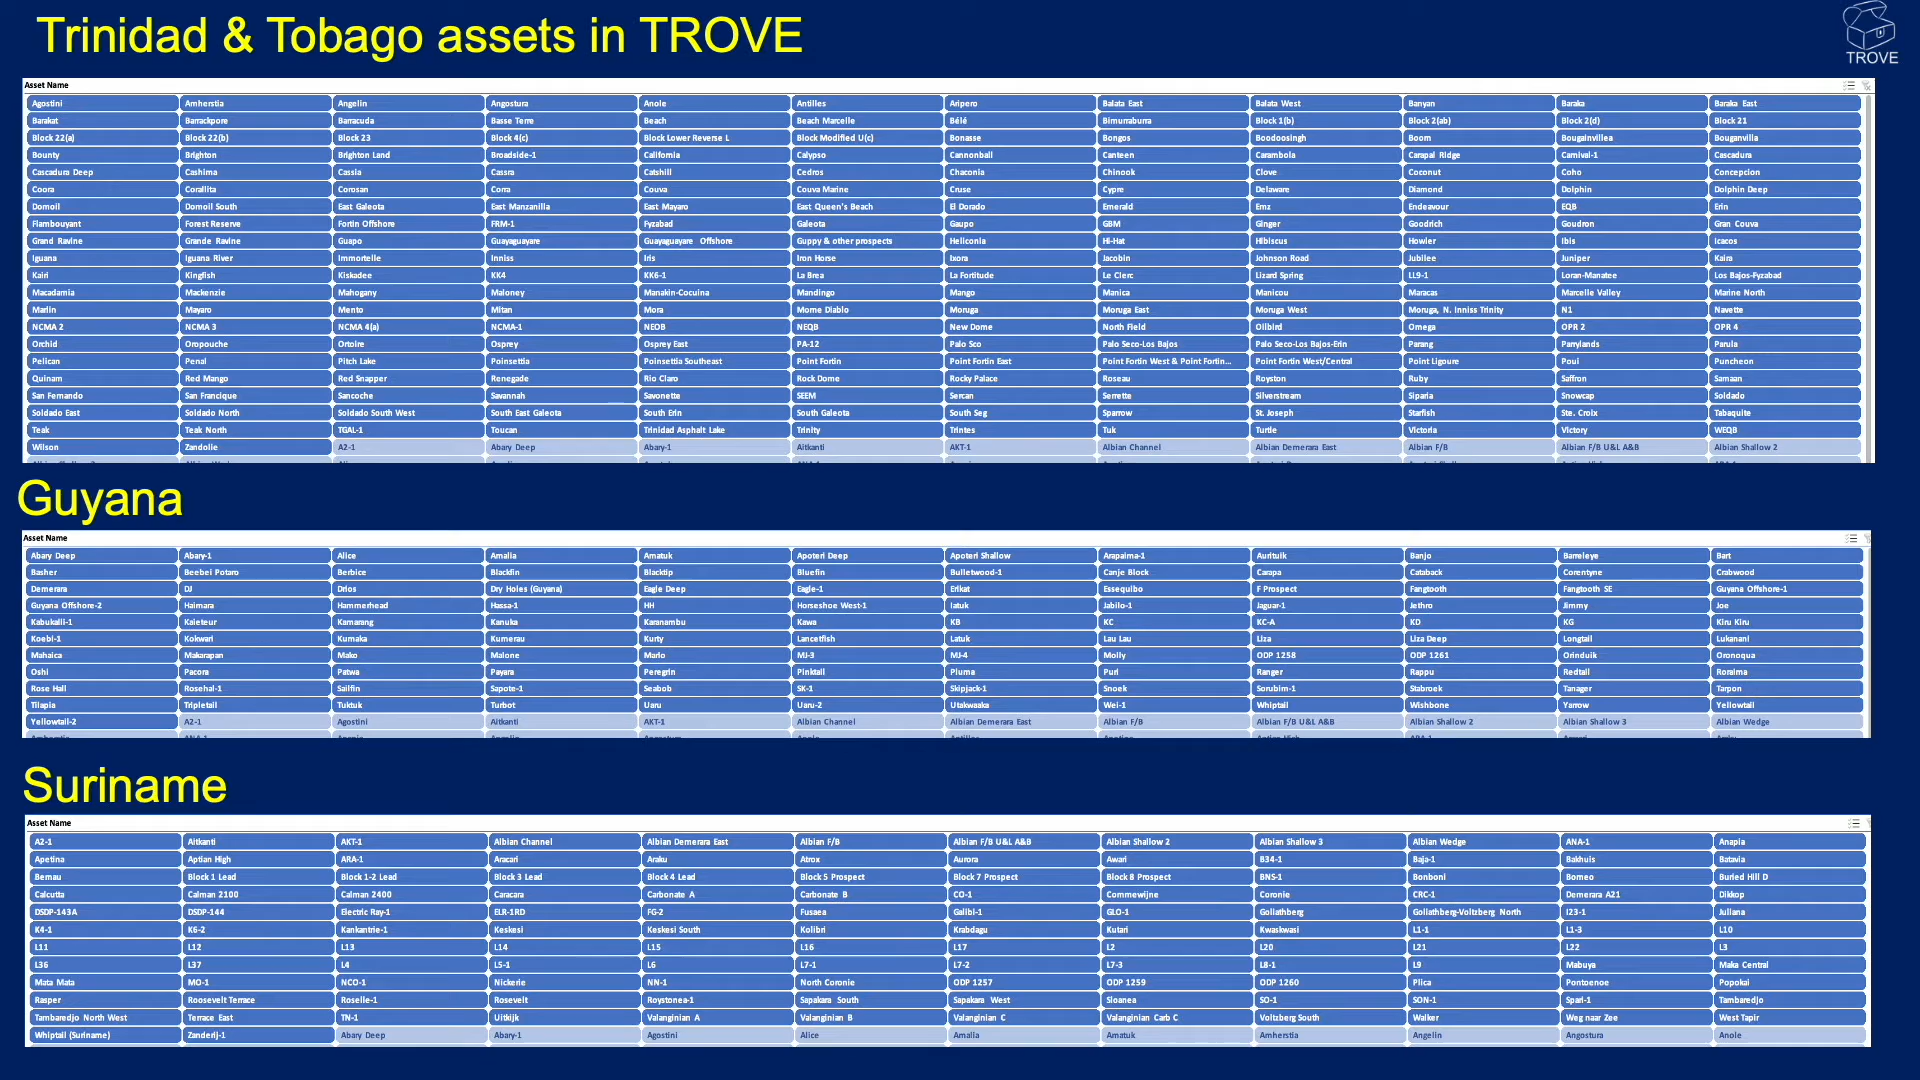 Trinidad & Tobago assets in TROVE
TROVE
Asset Name
Agostini Amherstia Angelin Angostura Anole Antilles Aripero Balata East Balata West Banyan Baraka Baraka East
Barakat Barrackpore Barracuda Basse Terre Beach Beach Marcelle Bélé Bimurraburra Block 1(b) Block 2(ab) Block 2(d) Block 21
Block 22(a) Block 22(b) Block 23 Block 4(c) Block Lower Reverse L Block Modified U(c) Bonasse Bongos Boodoosingh Boom Bougainvillea Bouganvilla
Bounty Brighton Brighton Land Broadside-1 California Calypso Cannonball Canteen Carambola Carapal Ridge Carnival-1 Cascadura
Cascadura Deep Cashima Cassia Cassra Catshill Cedros Chaconia Chinook Clove Coconut Coho Concepcion
Coora Corallita Corosan Corra Couva Couva Marine Cruse Cypre Delaware Diamond Dolphin Dolphin Deep
Domoil Domoil South East Galeota East Manzanilla East Mayaro East Queen's Beach El Dorado Emerald Emz Endeavour EQB Erin
Flambouyant Forest Reserve Fortin Offshore FRM-1 Fyzabad Galeota Gaupo GBM Ginger Goodrich Goudron Gran Couva
Grand Ravine Grande Ravine Guapo Guayaguayare Guayaguayare Offshore Guppy & other prospects Heliconia Hi-Hat Hibiscus Howler Ibis Icacos
Iguana Iguana River Immortelle Inniss Iris Iron Horse Ixora Jacobin Johnson Road Jubilee Juniper Kaira
Kairi Kingfish Kiskadee KK4 KK6-1 La Brea La Fortitude Le Clerc Lizard Spring LL9-1 Loran-Manatee Los Bajos-Fyzabad
Macadamia Mackenzie Mahogany Maloney Manakin-Cocuina Mandingo Mango Manica Manicou Maracas Marcelle Valley Marine North
Marlin Mayaro Mento Mitan Mora Morne Diablo Moruga Moruga East Moruga West Moruga, N. Inniss Trinity N1 Navette
NCMA 2 NCMA 3 NCMA 4(a) NCMA-1 NEOB NEQB New Dome North Field Oilbird Omega OPR 2 OPR 4
Orchid Oropouche Ortoire Osprey Osprey East PA-12 Palo Sco Palo Seco-Los Bajos Palo Seco-Los Bajos-Erin Parang Parrylands Parula
Pelican Penal Pitch Lake Poinsettia Poinsettia Southeast Point Fortin Point Fortin East Point Fortin West & Point Fortin... Point Fortin West/Central Point Ligoure Poui Puncheon
Quinam Red Mango Red Snapper Renegade Rio Claro Rock Dome Rocky Palace Roseau Royston Ruby Saffron Samaan
San Fernando San Francique Sancoche Savannah Savonette SEEM Sercan Serrette Silverstream Siparia Snowcap Soldado
Soldado East Soldado North Soldado South West South East Galeota South Erin South Galeota South Seg Sparrow St. Joseph Starfish Ste. Croix Tabaquite
Teak Teak North TGAL-1 Toucan Trinidad Asphalt Lake Trinity Trintes Tuk Turtle Victoria Victory WEQB
Wilson Zandolie A2-1 Abary Deep Abary-1 Aitkanti AKT-1 Albian Channel Albian Demerara East Albian F/B Albian F/B U&L A&B Albian Shallow 2
Guyana
Asset Name
Abary Deep Abary-1 Alice Amalia Amatuk Apoteri Deep Apoteri Shallow Arapaima-1 Aurituik Banjo Barreleye Bart
Basher Beebei Potaro Berbice Blackfin Blacktip Bluefin Bulletwood-1 Canje Block Carapa Cataback Corentyne Crabwood
Demerara DJ Drios Dry Holes (Guyana) Eagle Deep Eagle-1 Erikat Essequibo F Prospect Fangtooth Fangtooth SE Guyana Offshore-1
Guyana Offshore-2 Haimara Hammerhead Hassa-1 HH Horseshoe West-1 Iatuk Jabilo-1 Jaguar-1 Jethro Jimmy Joe
Kabukalli-1 Kaieteur Kamarang Kanuka Karanambu Kawa KB KC KC-A KD KG Kiru Kiru
Koebi-1 Kokwari Kumaka Kumerau Kurty Lancetfish Latuk Lau Lau Liza Liza Deep Longtail Lukanani
Mahaica Makarapan Mako Malone Marlo MJ-3 MJ-4 Molly ODP 1258 ODP 1261 Orinduik Oronoqua
Oshi Pacora Patwa Payara Peregrin Pinktail Pluma Puri Ranger Rappu Redtail Roraima
Rose Hall Rosehal-1 Sailfin Sapote-1 Seabob SK-1 Skipjack-1 Snoek Sorubim-1 Stabroek Tanager Tarpon
Tilapia Tripletail Tuktuk Turbot Uaru Uaru-2 Utakwaaka Wei-1 Whiptail Wishbone Yarrow Yellowtail
Yellowtail-2 A2-1 Agostini Aitkanti AKT-1 Albian Channel Albian Demerara East Albian F/B Albian F/B U&L A&B Albian Shallow 2 Albian Shallow 3 Albian Wedge
Suriname
Asset Name
A2-1 Aitkanti AKT-1 Albian Channel Albian Demerara East Albian F/B Albian F/B U&L A&B Albian Shallow 2 Albian Shallow 3 Albian Wedge ANA-1 Anapia
Apetina Aptian High ARA-1 Aracari Araku Atrox Aurora Awari B34-1 Baja-1 Bakhuis Batavia
Bernau Block 1 Lead Block 1-2 Lead Block 3 Lead Block 4 Lead Block 5 Prospect Block 7 Prospect Block 8 Prospect BNS-1 Bonboni Borneo Buried Hill D
Calcutta Calman 2100 Calman 2400 Caracara Carbonate A Carbonate B CO-1 Commewijne Coronie CRC-1 Demerara A21 Dikkop
DSDP-143A DSDP-144 Electric Ray-1 ELR-1RD FG-2 Fusaea Galibi-1 GLO-1 Goliathberg Goliathberg-Voltzberg North I23-1 Juliana
K4-1 K6-2 Kankantrie-1 Keskesi Keskesi South Kolibri Krabdagu Kutari Kwaskwasi L1-1 L1-3 L10
L11 L12 L13 L14 L15 L16 L17 L2 L20 L21 L22 L3
L36 L37 L4 L5-1 L6 L7-1 L7-2 L7-3 L8-1 L9 Mabuya Maka Central
Mata Mata MO-1 NCO-1 Nickerie NN-1 North Coronie ODP 1257 ODP 1259 ODP 1260 Plica Pontoenoe Popokai
Rasper Roosevelt Terrace Roselle-1 Rosevelt Roystonea-1 Sapakara South Sapakara West Sloanea SO-1 SON-1 Spari-1 Tambaredjo
Tambaredjo North West Terrace East TN-1 Uitkijk Valanginian A Valanginian B Valanginian C Valanginian Carb C Voltzberg South Walker Weg naar Zee West Tapir
Whiptail (Suriname) Zanderij-1 Abary Deep Abary-1 Agostini Alice Amalia Amatuk Amherstia Angelin Angostura Anole